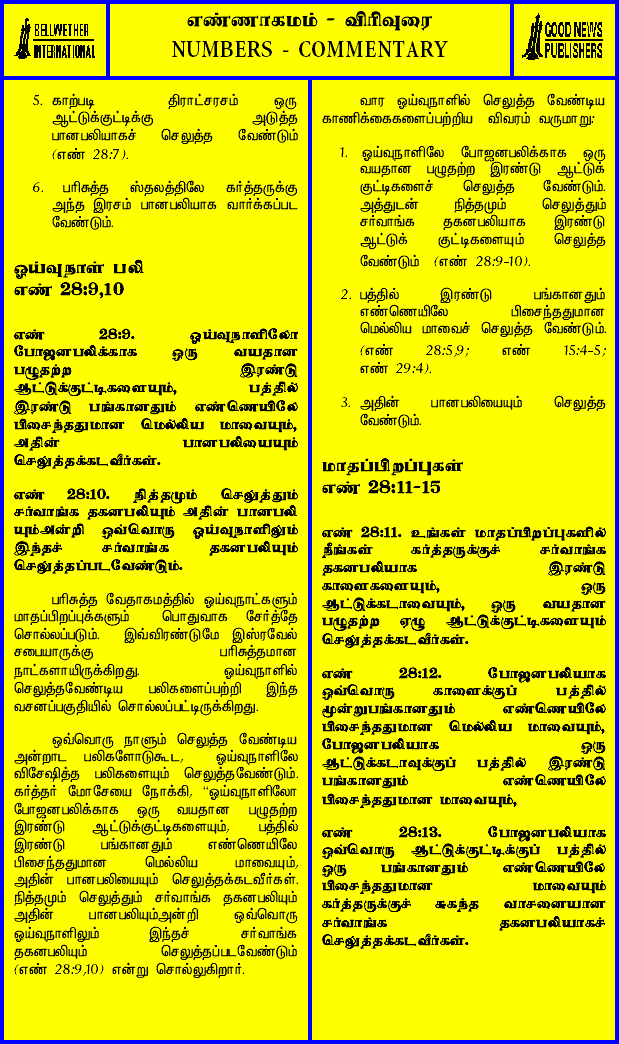 BELLWETHER
INTERNATIONAL
எண்ணாகமம் - விரிவுரை
NUMBERS - COMMENTARY
GOOD NEWS
PUBLISHERS
5. காற்படி திராட்சரசம் ஒரு
ஆட்டுக்குட்டிக்கு அடுத்த
பானபலியாகச் செலுத்த வேண்டும்
(எண் 28:7).
6. பரிசுத்த ஸ்தலத்திலே கர்த்தருக்கு
அந்த இரசம் பானபலியாக வார்க்கப்பட
வேண்டும்.
ஓய்வுநாள் பலி
எண் 28:9,10
எண் 28:9. ஓய்வுநாளிலோ
போஜனபலிக்காக ஒரு வயதான
பழுதற்ற இரண்டு
ஆட்டுக்குட்டிகளையும், பத்தில்
இரண்டு பங்கானதும் எண்ணெயிலே
பிசைந்ததுமான மெல்லிய மாவையும்,
அதின் பானபலியையும்
செலுத்தக்கடவீர்கள்.
எண் 28:10. நித்தமும் செலுத்தும்
சர்வாங்க தகனபலியும் அதின் பானபலி
யும்அன்றி ஒவ்வொரு ஓய்வுநாளிலும்
இந்தச் சர்வாங்க தகனபலியும்
செலுத்தப்படவேண்டும்.
பரிசுத்த வேதாகமத்தில் ஓய்வுநாட்களும்
மாதப்பிறப்புக்களும் பொதுவாக சேர்த்தே
சொல்லப்படும். இவ்விரண்டுமே இஸ்ரவேல்
சபையாருக்கு பரிசுத்தமான
நாட்களாயிருக்கிறது. ஓய்வுநாளில்
செலுத்தவேண்டிய பலிகளைப்பற்றி இந்த
வசனப்பகுதியில் சொல்லப்பட்டிருக்கிறது.
ஒவ்வொரு நாளும் செலுத்த வேண்டிய
அன்றாட பலிகளோடுகூட, ஓய்வுநாளிலே
விசேஷித்த பலிகளையும் செலுத்தவேண்டும்.
கர்த்தர் மோசேயை நோக்கி, “ஓய்வுநாளிலோ
போஜனபலிக்காக ஒரு வயதான பழுதற்ற
இரண்டு ஆட்டுக்குட்டிகளையும், பத்தில்
இரண்டு பங்கானதும் எண்ணெயிலே
பிசைந்ததுமான மெல்லிய மாவையும்,
அதின் பானபலியையும் செலுத்தக்கடவீர்கள்.
நித்தமும் செலுத்தும் சர்வாங்க தகனபலியும்
அதின் பானபலியும்அன்றி ஒவ்வொரு
ஓய்வுநாளிலும் இந்தச் சர்வாங்க
தகனபலியும் செலுத்தப்படவேண்டும்
(எண் 28:9,10) என்று சொல்லுகிறார்.
வார ஓய்வுநாளில் செலுத்த வேண்டிய
காணிக்கைகளைப்பற்றிய விவரம் வருமாறு:
1. ஓய்வுநாளிலே போஜனபலிக்காக ஒரு
வயதான பழுதற்ற இரண்டு ஆட்டுக்
குட்டிகளைச் செலுத்த வேண்டும்.
அத்துடன் நித்தமும் செலுத்தும்
சர்வாங்க தகனபலியாக இரண்டு
ஆட்டுக் குட்டிகளையும் செலுத்த
வேண்டும் (எண் 28:9-10).
2. பத்தில் இரண்டு பங்கானதும்
எண்ணெயிலே பிசைந்ததுமான
மெல்லிய மாவைச் செலுத்த வேண்டும்.
(எண் 28:5,9; எண் 15:4-5;
எண் 29:4).
3. அதின் பானபலியையும் செலுத்த
வேண்டும்.
மாதப்பிறப்புகள்
எண் 28:11-15
எண் 28:11. உங்கள் மாதப்பிறப்புகளில்
நீங்கள் கர்த்தருக்குச் சர்வாங்க
தகனபலியாக இரண்டு
காளைகளையும், ஒரு
ஆட்டுக்கடாவையும், ஒரு வயதான
பழுதற்ற ஏழு ஆட்டுக்குட்டிகளையும்
செலுத்தக்கடவீர்கள்.
எண் 28:12. போஜனபலியாக
ஒவ்வொரு காளைக்குப் பத்தில்
மூன்றுபங்கானதும் எண்ணெயிலே
பிசைந்ததுமான மெல்லிய மாவையும்,
போஜனபலியாக ஒரு
ஆட்டுக்கடாவுக்குப் பத்தில் இரண்டு
பங்கானதும் எண்ணெயிலே
பிசைந்ததுமான மாவையும்,
எண் 28:13. போஜனபலியாக
ஒவ்வொரு ஆட்டுக்குட்டிக்குப் பத்தில்
ஒரு பங்கானதும் எண்ணெயிலே
பிசைந்ததுமான மாவையும்
கர்த்தருக்குச் சுகந்த வாசனையான
சர்வாங்க தகனபலியாகச்
செலுத்தக்கடவீர்கள்.